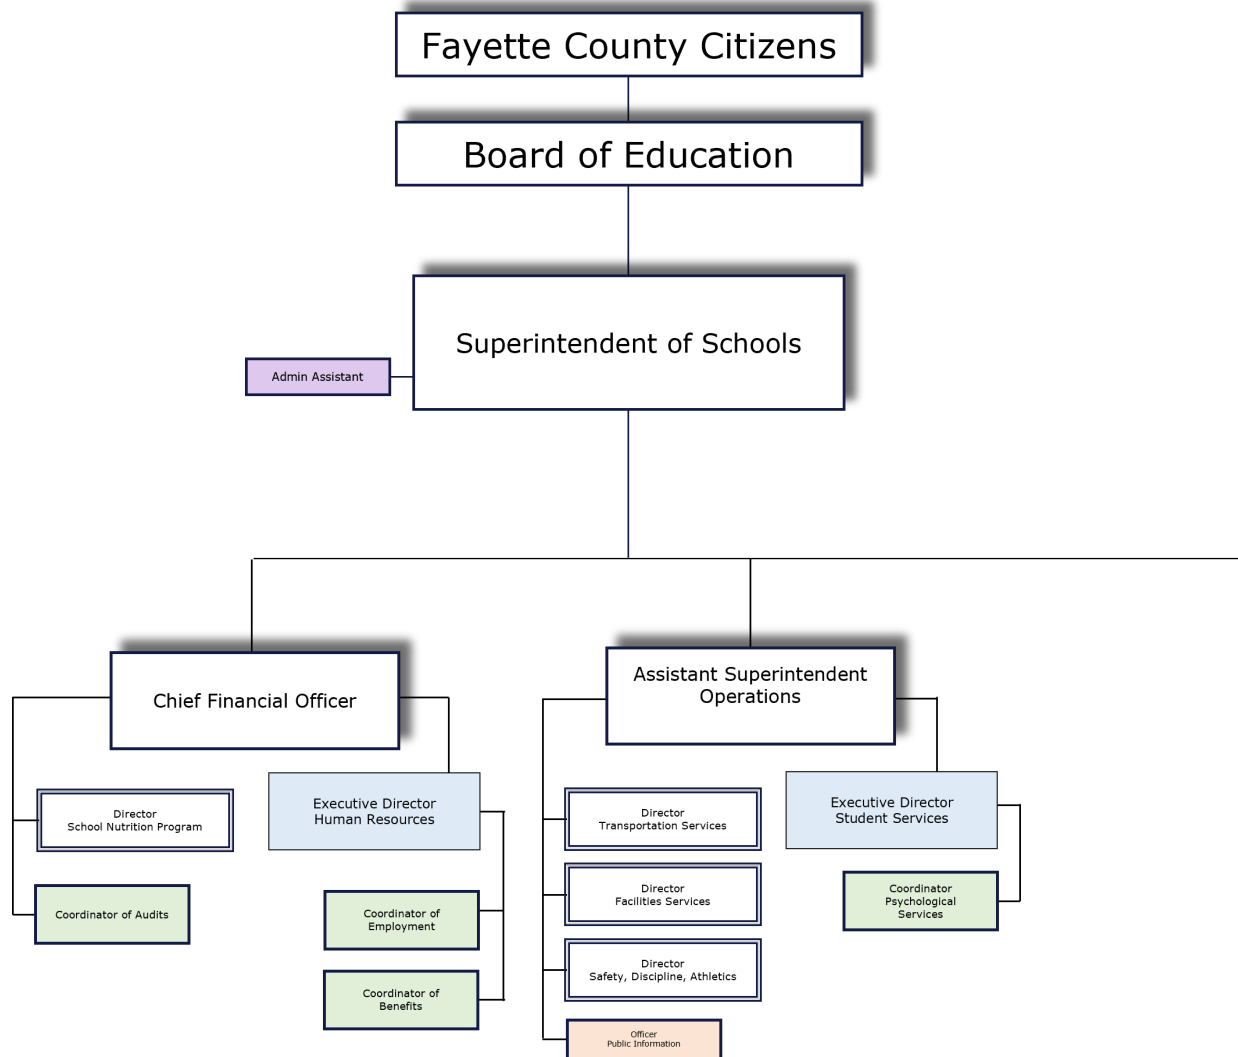 Fayette County Citizens
Board of Education
Superintendent of Schools
Admin Assistant
Chief Financial Officer
Assistant Superintendent
Operations
Director
School Nutrition Program
Executive Director
Human Resources
Coordinator of Audits
Coordinator of
Employment
Coordinator of
Benefits
Director
Transportation Services
Director
Facilities Services
Director
Safety, Discipline, Athletics
Officer
Public Information
Executive Director
Student Services
Coordinator
Psychological
Services